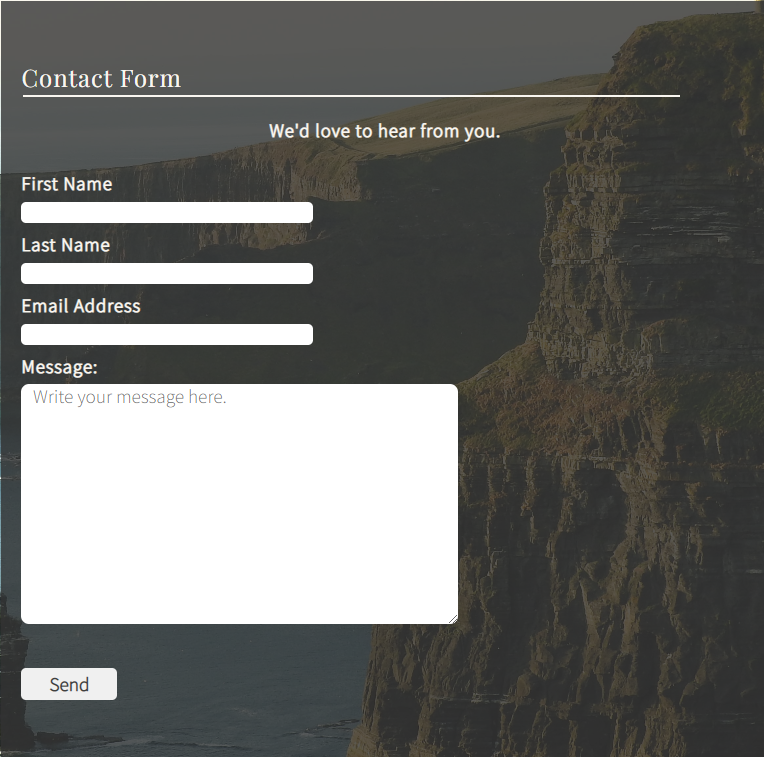 Contact Form
We'd love to hear from you.
First Name
Last Name
Email Address
Message:
Write your message here.
Send